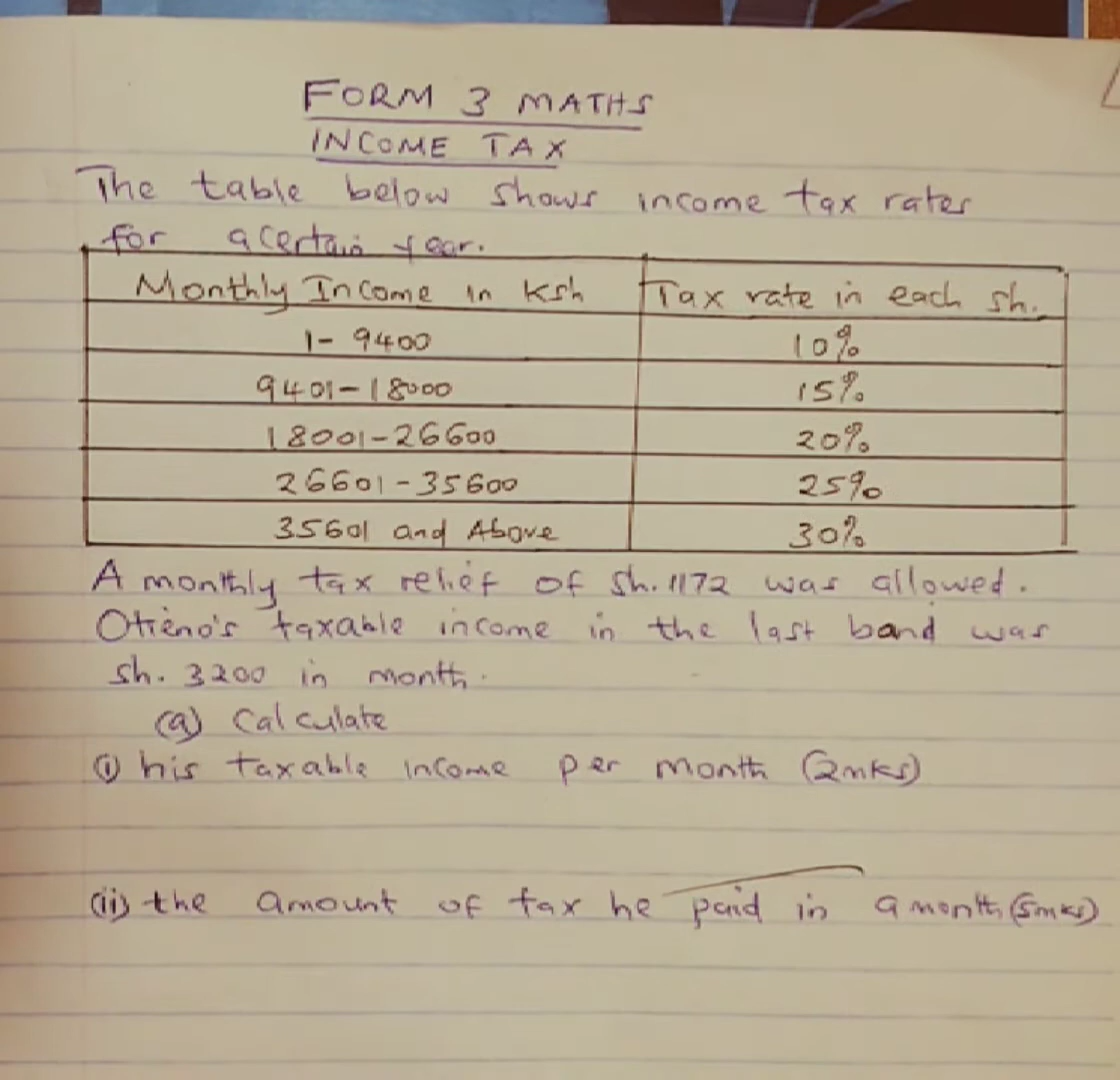 FORM 3 MATHS
INCOME TAX
The table below shows income tax rates
for a certain year.
Monthly Income in Ksh Tax rate in each sh.
1- 9400 10%
9401-18000 15%
18001-26600 20%
26601-35600 25%
35601 and Above 30%
A monthly tax relief of sh.1172 was allowed.
Otieno's taxable income in the last band was
sh. 3200 in month.
(a) Calculate
(i) his taxable income per month (2mks)
(ii) the amount of tax he paid in a month (5mks)